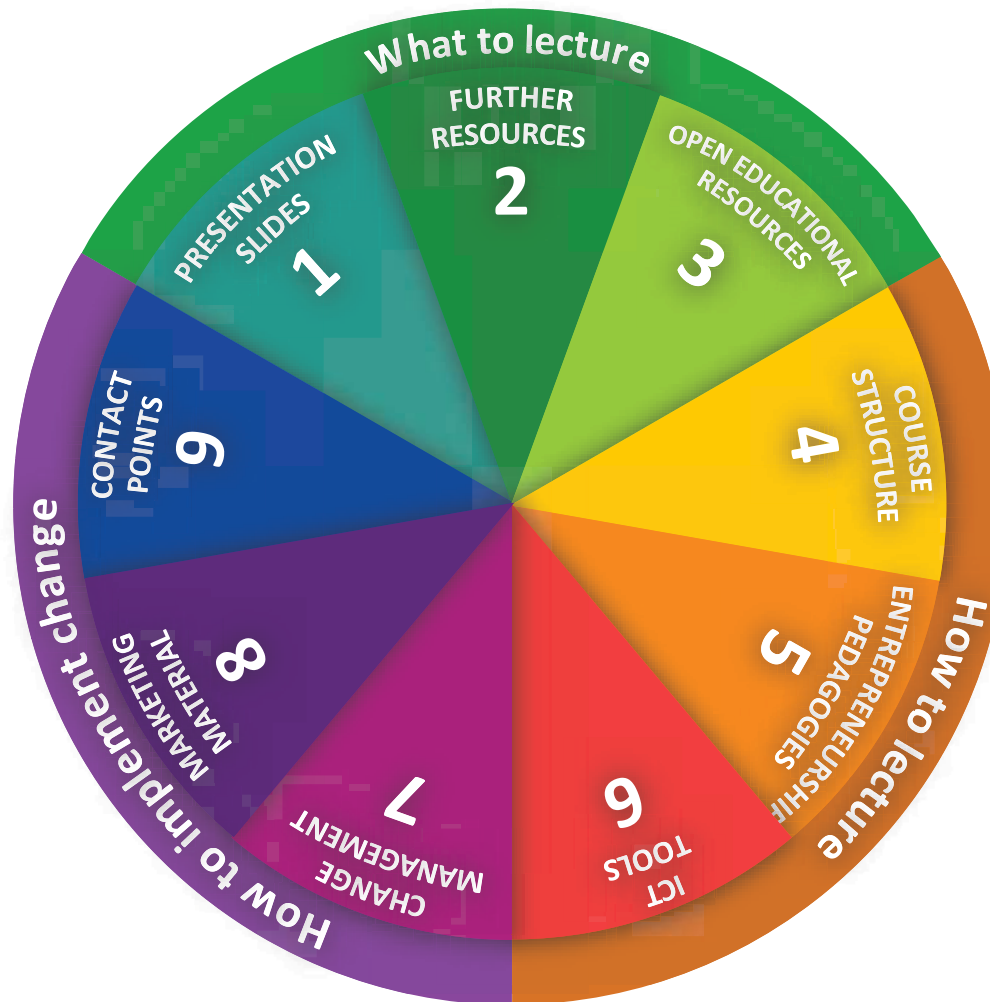 What to lecture
PRESENTATION
SLIDES
1
FURTHER
RESOURCES
2
OPEN EDUCATIONAL
RESOURCES
3
How to lecture
COURSE
STRUCTURE
4
ENTREPRENEURSHIP
PEDAGOGIES
5
ICT
TOOLS
6
How to implement change
CHANGE
MANAGEMENT
7
MARKETING
MATERIAL
8
CONTACT
POINTS
9